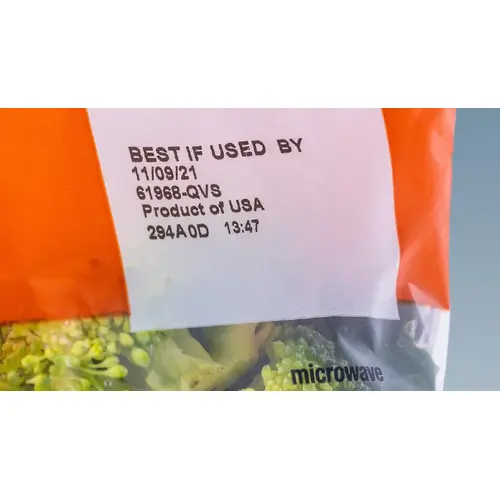 BEST IF USED BY
11/09/21
61968-QVS
Product of USA
294A0D 13:47
microwave